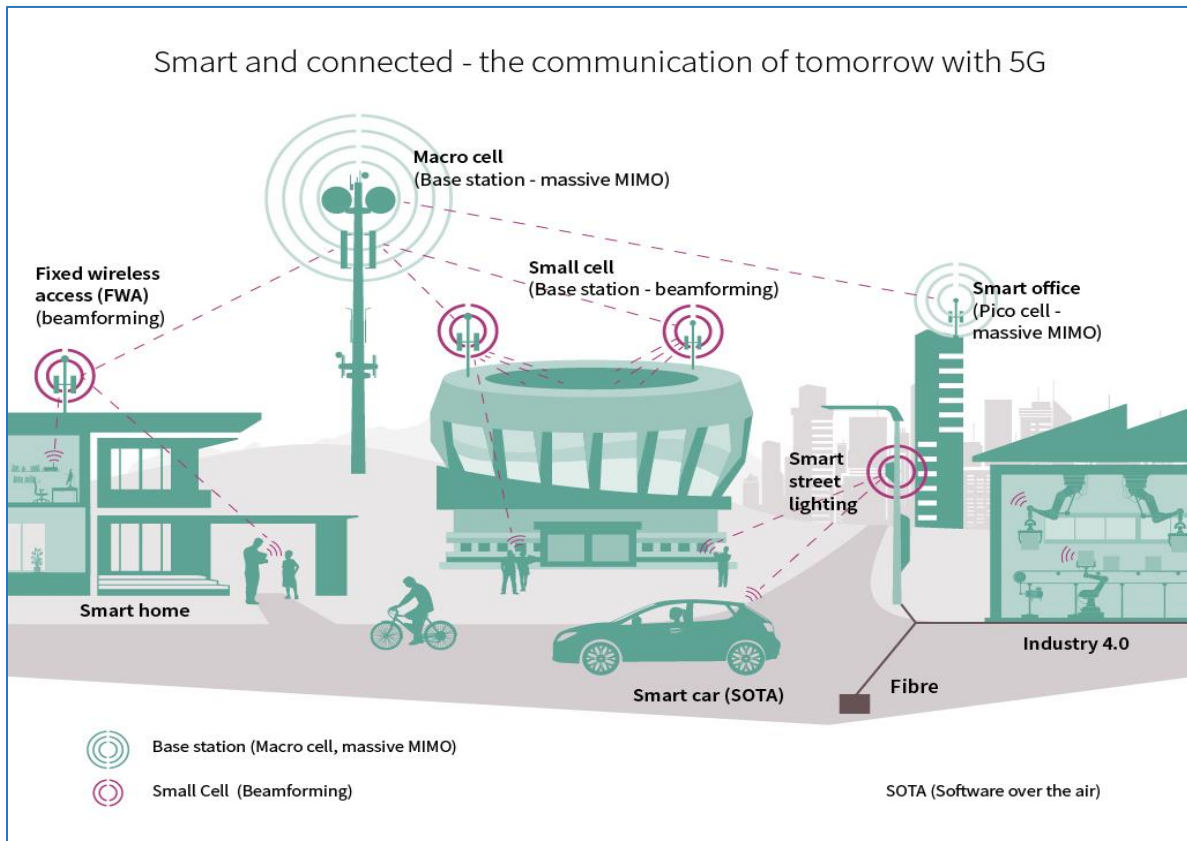 Smart and connected - the communication of tomorrow with 5G
Macro cell
(Base station - massive MIMO)
Fixed wireless
access (FWA)
(beamforming)
Small cell
(Base station - beamforming)
Smart office
(Pico cell -
massive MIMO)
Smart
street
lighting
Smart home
Industry 4.0
Smart car (SOTA)
Fibre
Base station (Macro cell, massive MIMO)
Small Cell (Beamforming)
SOTA (Software over the air)